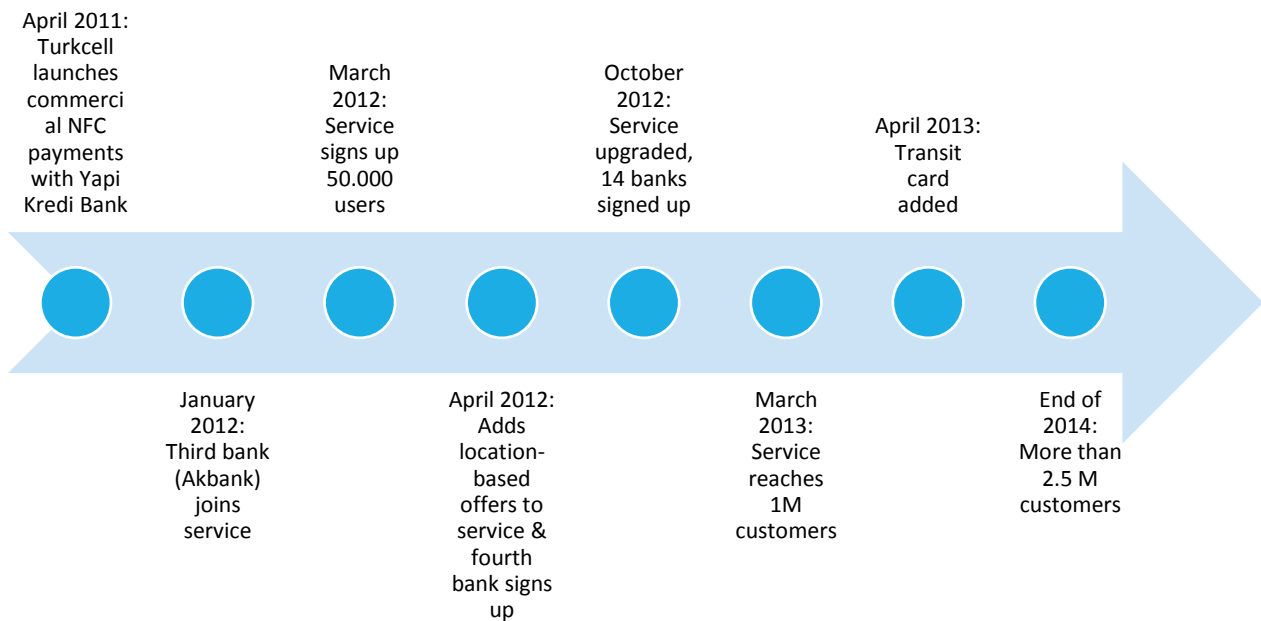 April 2011:
Turkcell
launches
commerci
al NFC
payments
with Yapi
Kredi Bank
January
2012:
Third bank
(Akbank)
joins
service
March
2012:
Service
signs up
50.000
users
April 2012:
Adds
location-
based
offers to
service &
fourth
bank signs
up
October
2012:
Service
upgraded,
14 banks
signed up
March
2013:
Service
reaches
1M
customers
April 2013:
Transit
card
added
End of
2014:
More than
2.5 M
customers